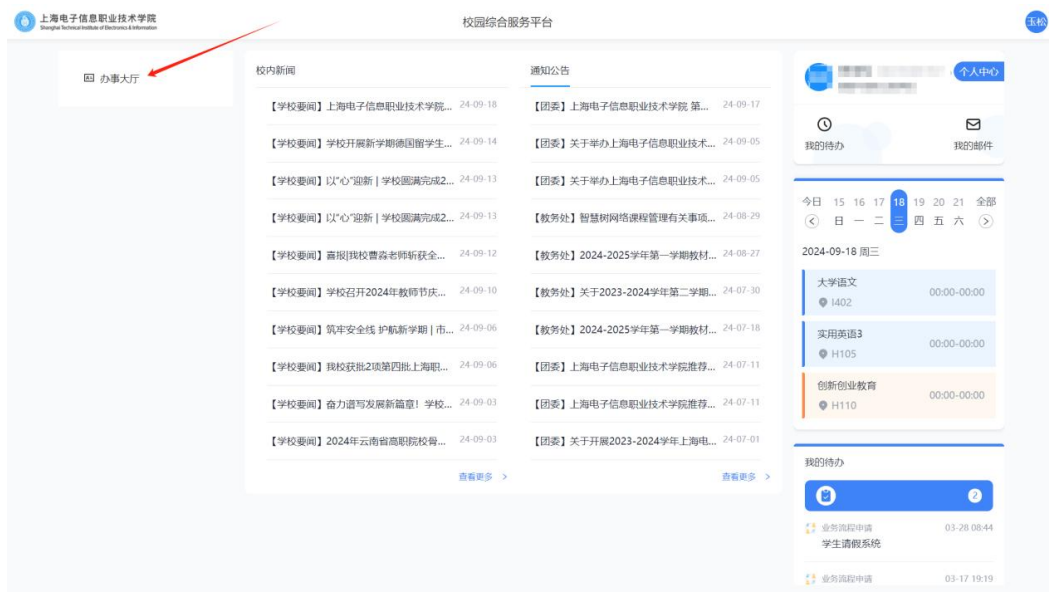 上海电子信息职业技术学院
Shanghai Technical Institute of Electronics & Information
校园综合服务平台
玉松
办事大厅
校内新闻
【学校要闻】上海电子信息职业技术学院... 24-09-18
【学校要闻】学校开展新学期德国留学生... 24-09-14
【学校要闻】以“心”迎新 | 学校圆满完成2... 24-09-13
【学校要闻】以“心”迎新 | 学校圆满完成2... 24-09-13
【学校要闻】喜报|我校曹淼老师斩获全... 24-09-12
【学校要闻】学校召开2024年教师节庆... 24-09-10
【学校要闻】筑牢安全线 护航新学期 | 市... 24-09-06
【学校要闻】我校获批2项第四批上海职... 24-09-06
【学校要闻】奋力谱写发展新篇章！学校... 24-09-03
【学校要闻】2024年云南省高职院校骨... 24-09-03
查看更多 >
通知公告
【团委】上海电子信息职业技术学院 第... 24-09-17
【团委】关于举办上海电子信息职业技术... 24-09-05
【团委】关于举办上海电子信息职业技术... 24-09-05
【教务处】智慧树网络课程管理有关事项... 24-08-29
【教务处】2024-2025学年第一学期教材... 24-08-27
【教务处】关于2023-2024学年第二学期... 24-07-30
【教务处】2024-2025学年第一学期教材... 24-07-18
【团委】上海电子信息职业技术学院推荐... 24-07-11
【团委】上海电子信息职业技术学院推荐... 24-07-11
【团委】关于开展2023-2024学年上海电... 24-07-01
查看更多 >
个人中心
我的待办 我的邮件
今日 15 16 17 18 19 20 21 全部
日 一 二 三 四 五 六
2024-09-18 周三
大学语文
I402
00:00-00:00
实用英语3
H105
00:00-00:00
创新创业教育
H110
00:00-00:00
我的待办
2
业务流程申请 03-28 08:44
学生请假系统
业务流程申请 03-17 19:19